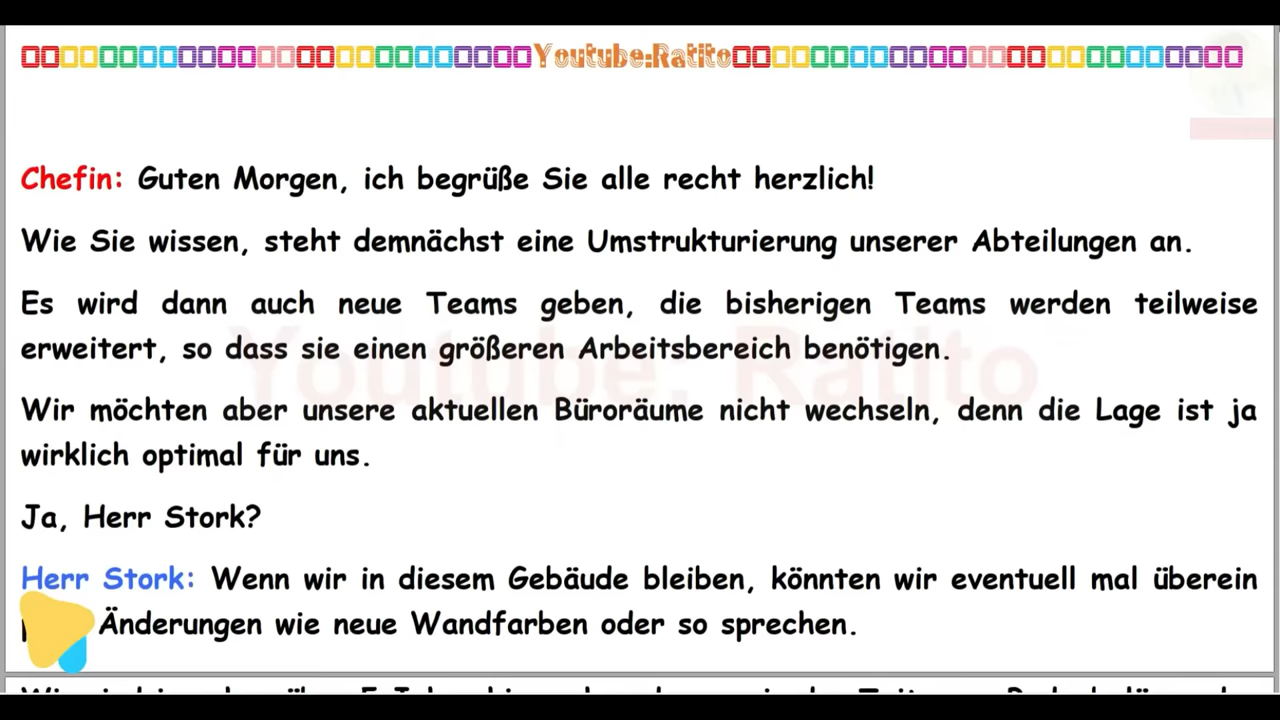 Youtube:Ratito
Chefin: Guten Morgen, ich begrüße Sie alle recht herzlich!
Wie Sie wissen, steht demnächst eine Umstrukturierung unserer Abteilungen an.
Es wird dann auch neue Teams geben, die bisherigen Teams werden teilweise
erweitert, so dass sie einen größeren Arbeitsbereich benötigen.
Youtube: Ratito
Wir möchten aber unsere aktuellen Büroräume nicht wechseln, denn die Lage ist ja
wirklich optimal für uns.
Ja, Herr Stork?
Herr Stork: Wenn wir in diesem Gebäude bleiben, könnten wir eventuell mal überein
Änderungen wie neue Wandfarben oder so sprechen.